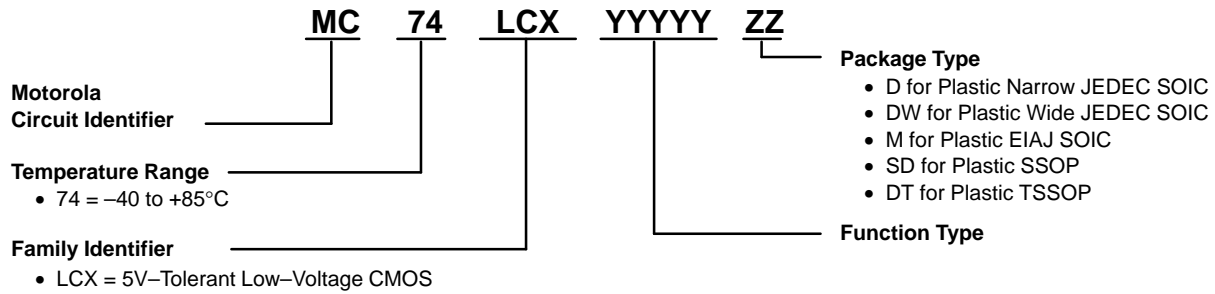 MC 74 LCX YYYYY ZZ
Motorola
Circuit Identifier
Temperature Range
• 74 = –40 to +85°C
Family Identifier
• LCX = 5V–Tolerant Low–Voltage CMOS
Package Type
• D for Plastic Narrow JEDEC SOIC
• DW for Plastic Wide JEDEC SOIC
• M for Plastic EIAJ SOIC
• SD for Plastic SSOP
• DT for Plastic TSSOP
Function Type